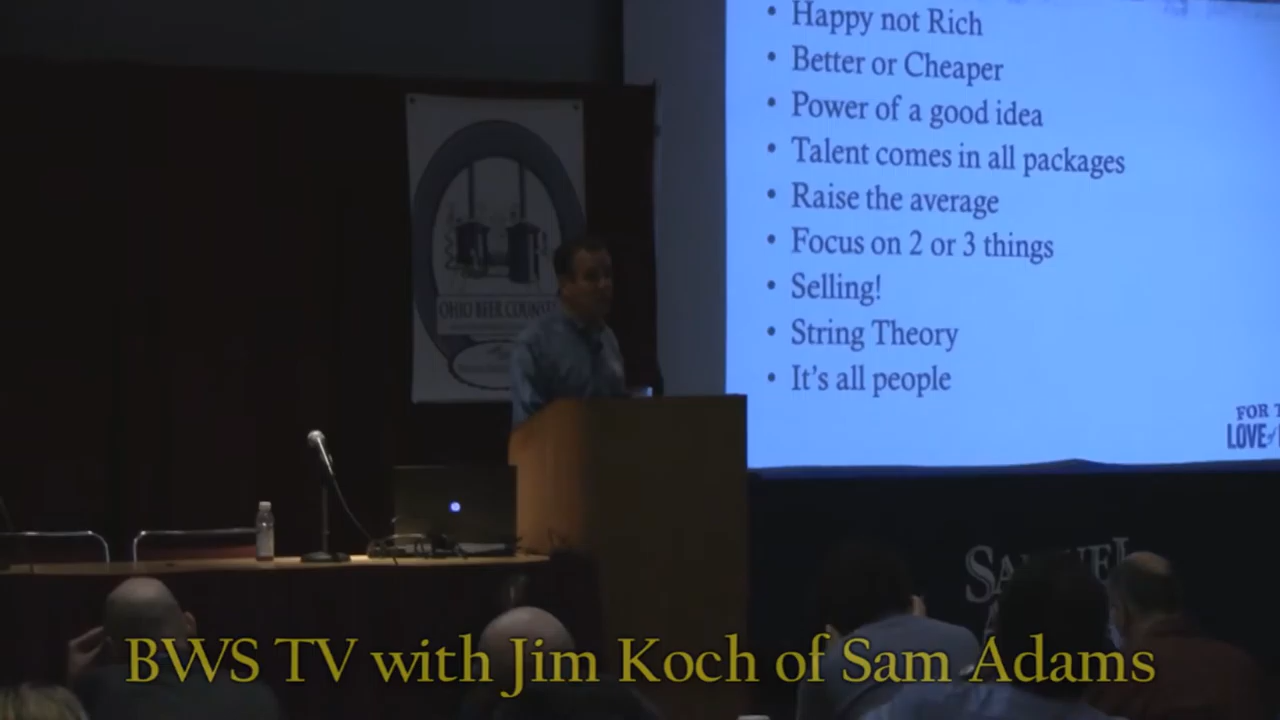 Happy not Rich
Better or Cheaper
Power of a good idea
Talent comes in all packages
Raise the average
Focus on 2 or 3 things
Selling!
String Theory
It's all people
FOR T
LOVE of
OHIO BEER COUNSEL
BWS TV with Jim Koch of Sam Adams